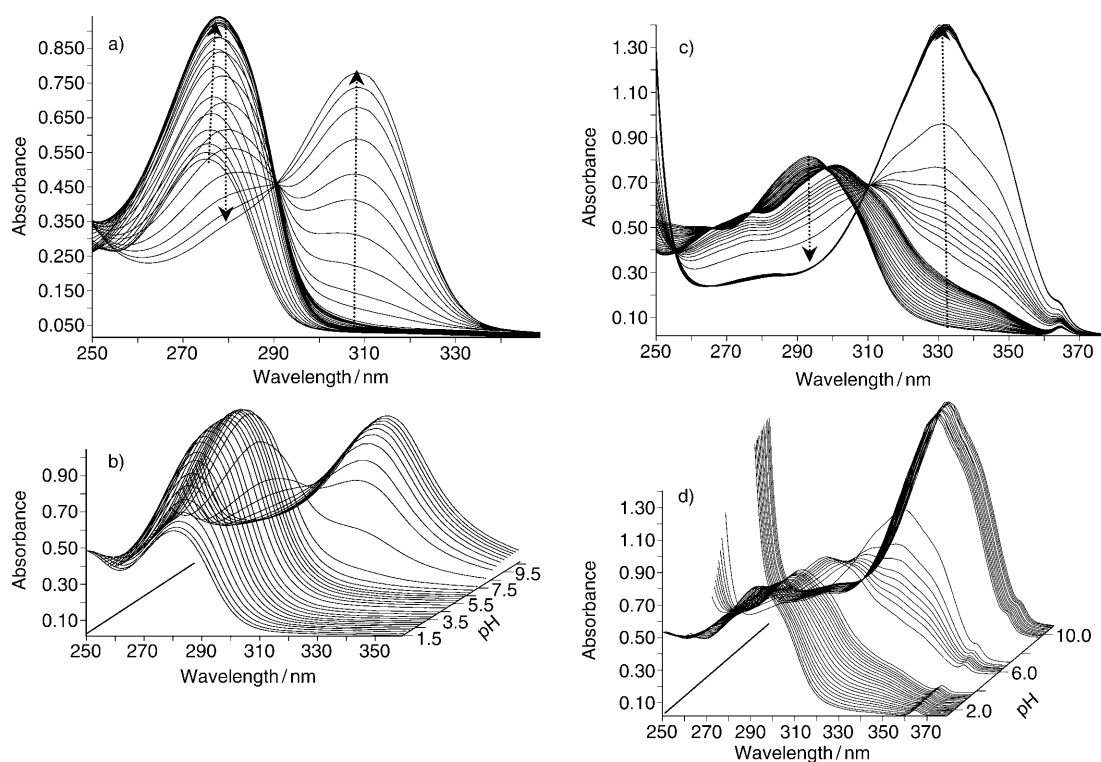 a)
Absorbance
0.850
0.750
0.650
0.550
0.450
0.350
0.250
0.150
0.050
250 270 290 310 330
Wavelength / nm
c)
Absorbance
1.30
1.10
0.90
0.70
0.50
0.30
0.10
250 270 290 310 330 350 370
Wavelength / nm
b)
Absorbance
0.90
0.70
0.50
0.30
0.10
250 270 290 310 330 350
Wavelength / nm
1.5 3.5 5.5 7.5 9.5
pH
d)
Absorbance
1.30
1.10
0.90
0.70
0.50
0.30
0.10
250 270 290 310 330 350 370
Wavelength / nm
2.0 6.0 10.0
pH